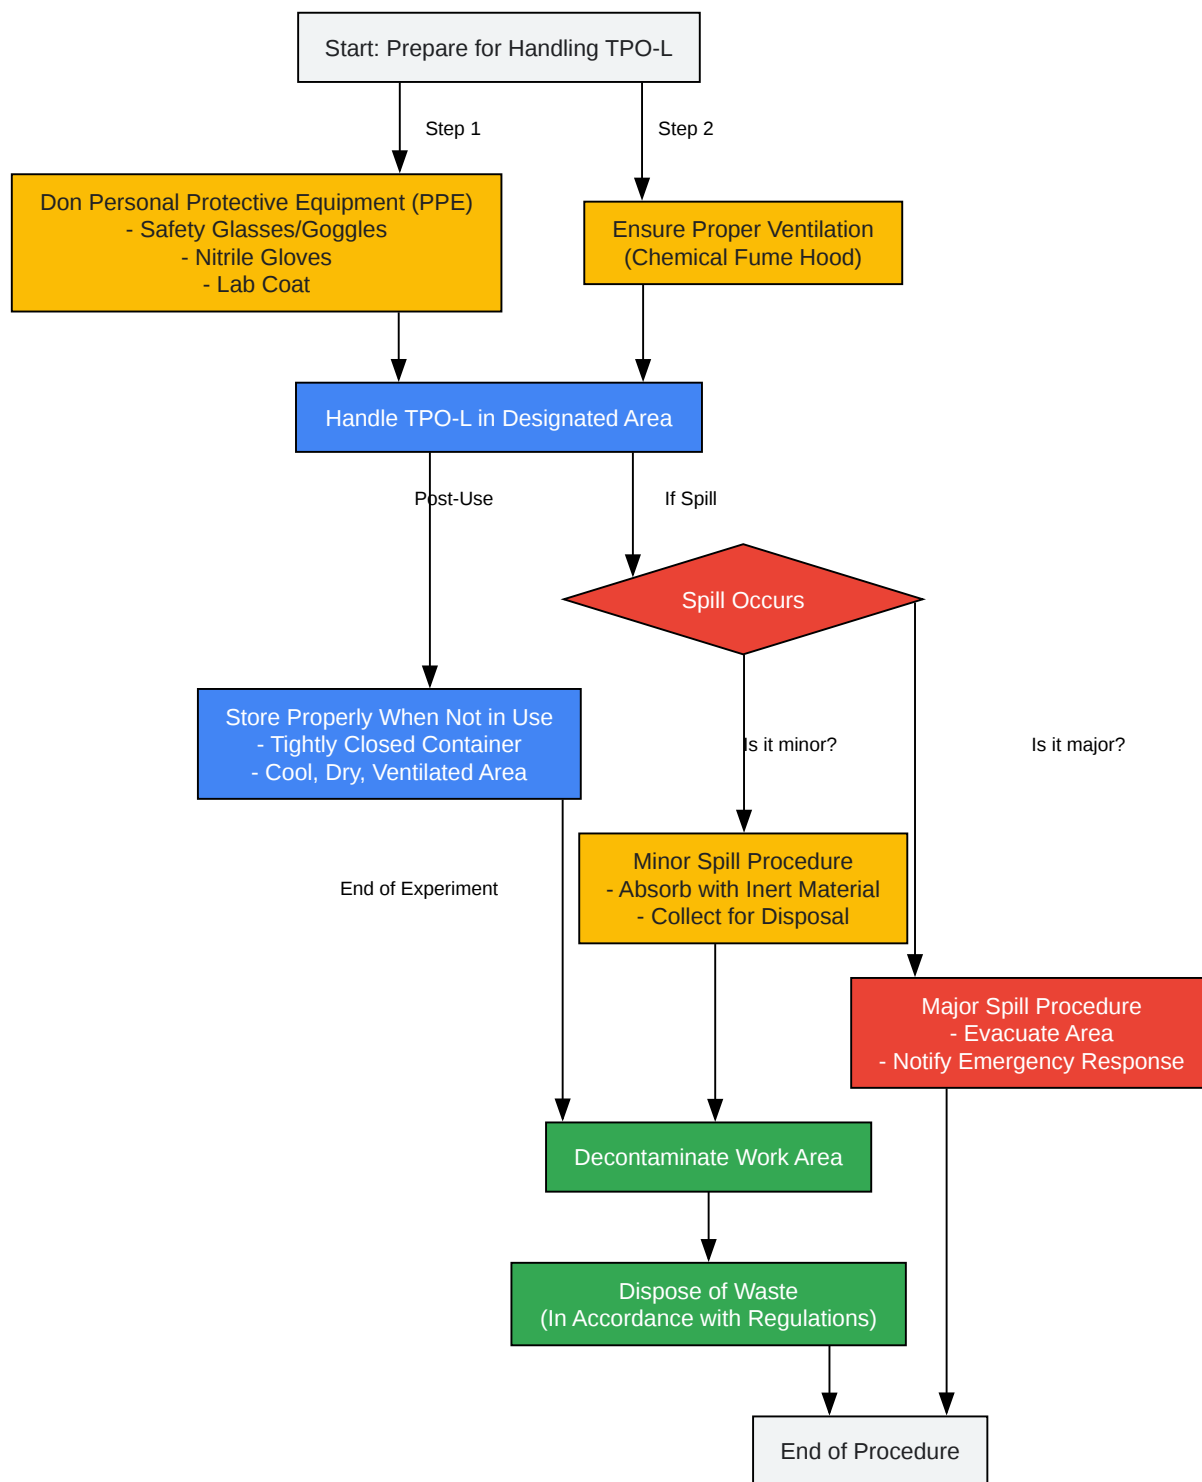 Start: Prepare for Handling TPO-L
Step 1
Step 2
Don Personal Protective Equipment (PPE)
- Safety Glasses/Goggles
- Nitrile Gloves
- Lab Coat
Ensure Proper Ventilation
(Chemical Fume Hood)
Handle TPO-L in Designated Area
Post-Use
If Spill
Spill Occurs
Store Properly When Not in Use
- Tightly Closed Container
- Cool, Dry, Ventilated Area
Is it minor?
Is it major?
End of Experiment
Minor Spill Procedure
- Absorb with Inert Material
- Collect for Disposal
Major Spill Procedure
- Evacuate Area
- Notify Emergency Response
Decontaminate Work Area
Dispose of Waste
(In Accordance with Regulations)
End of Procedure